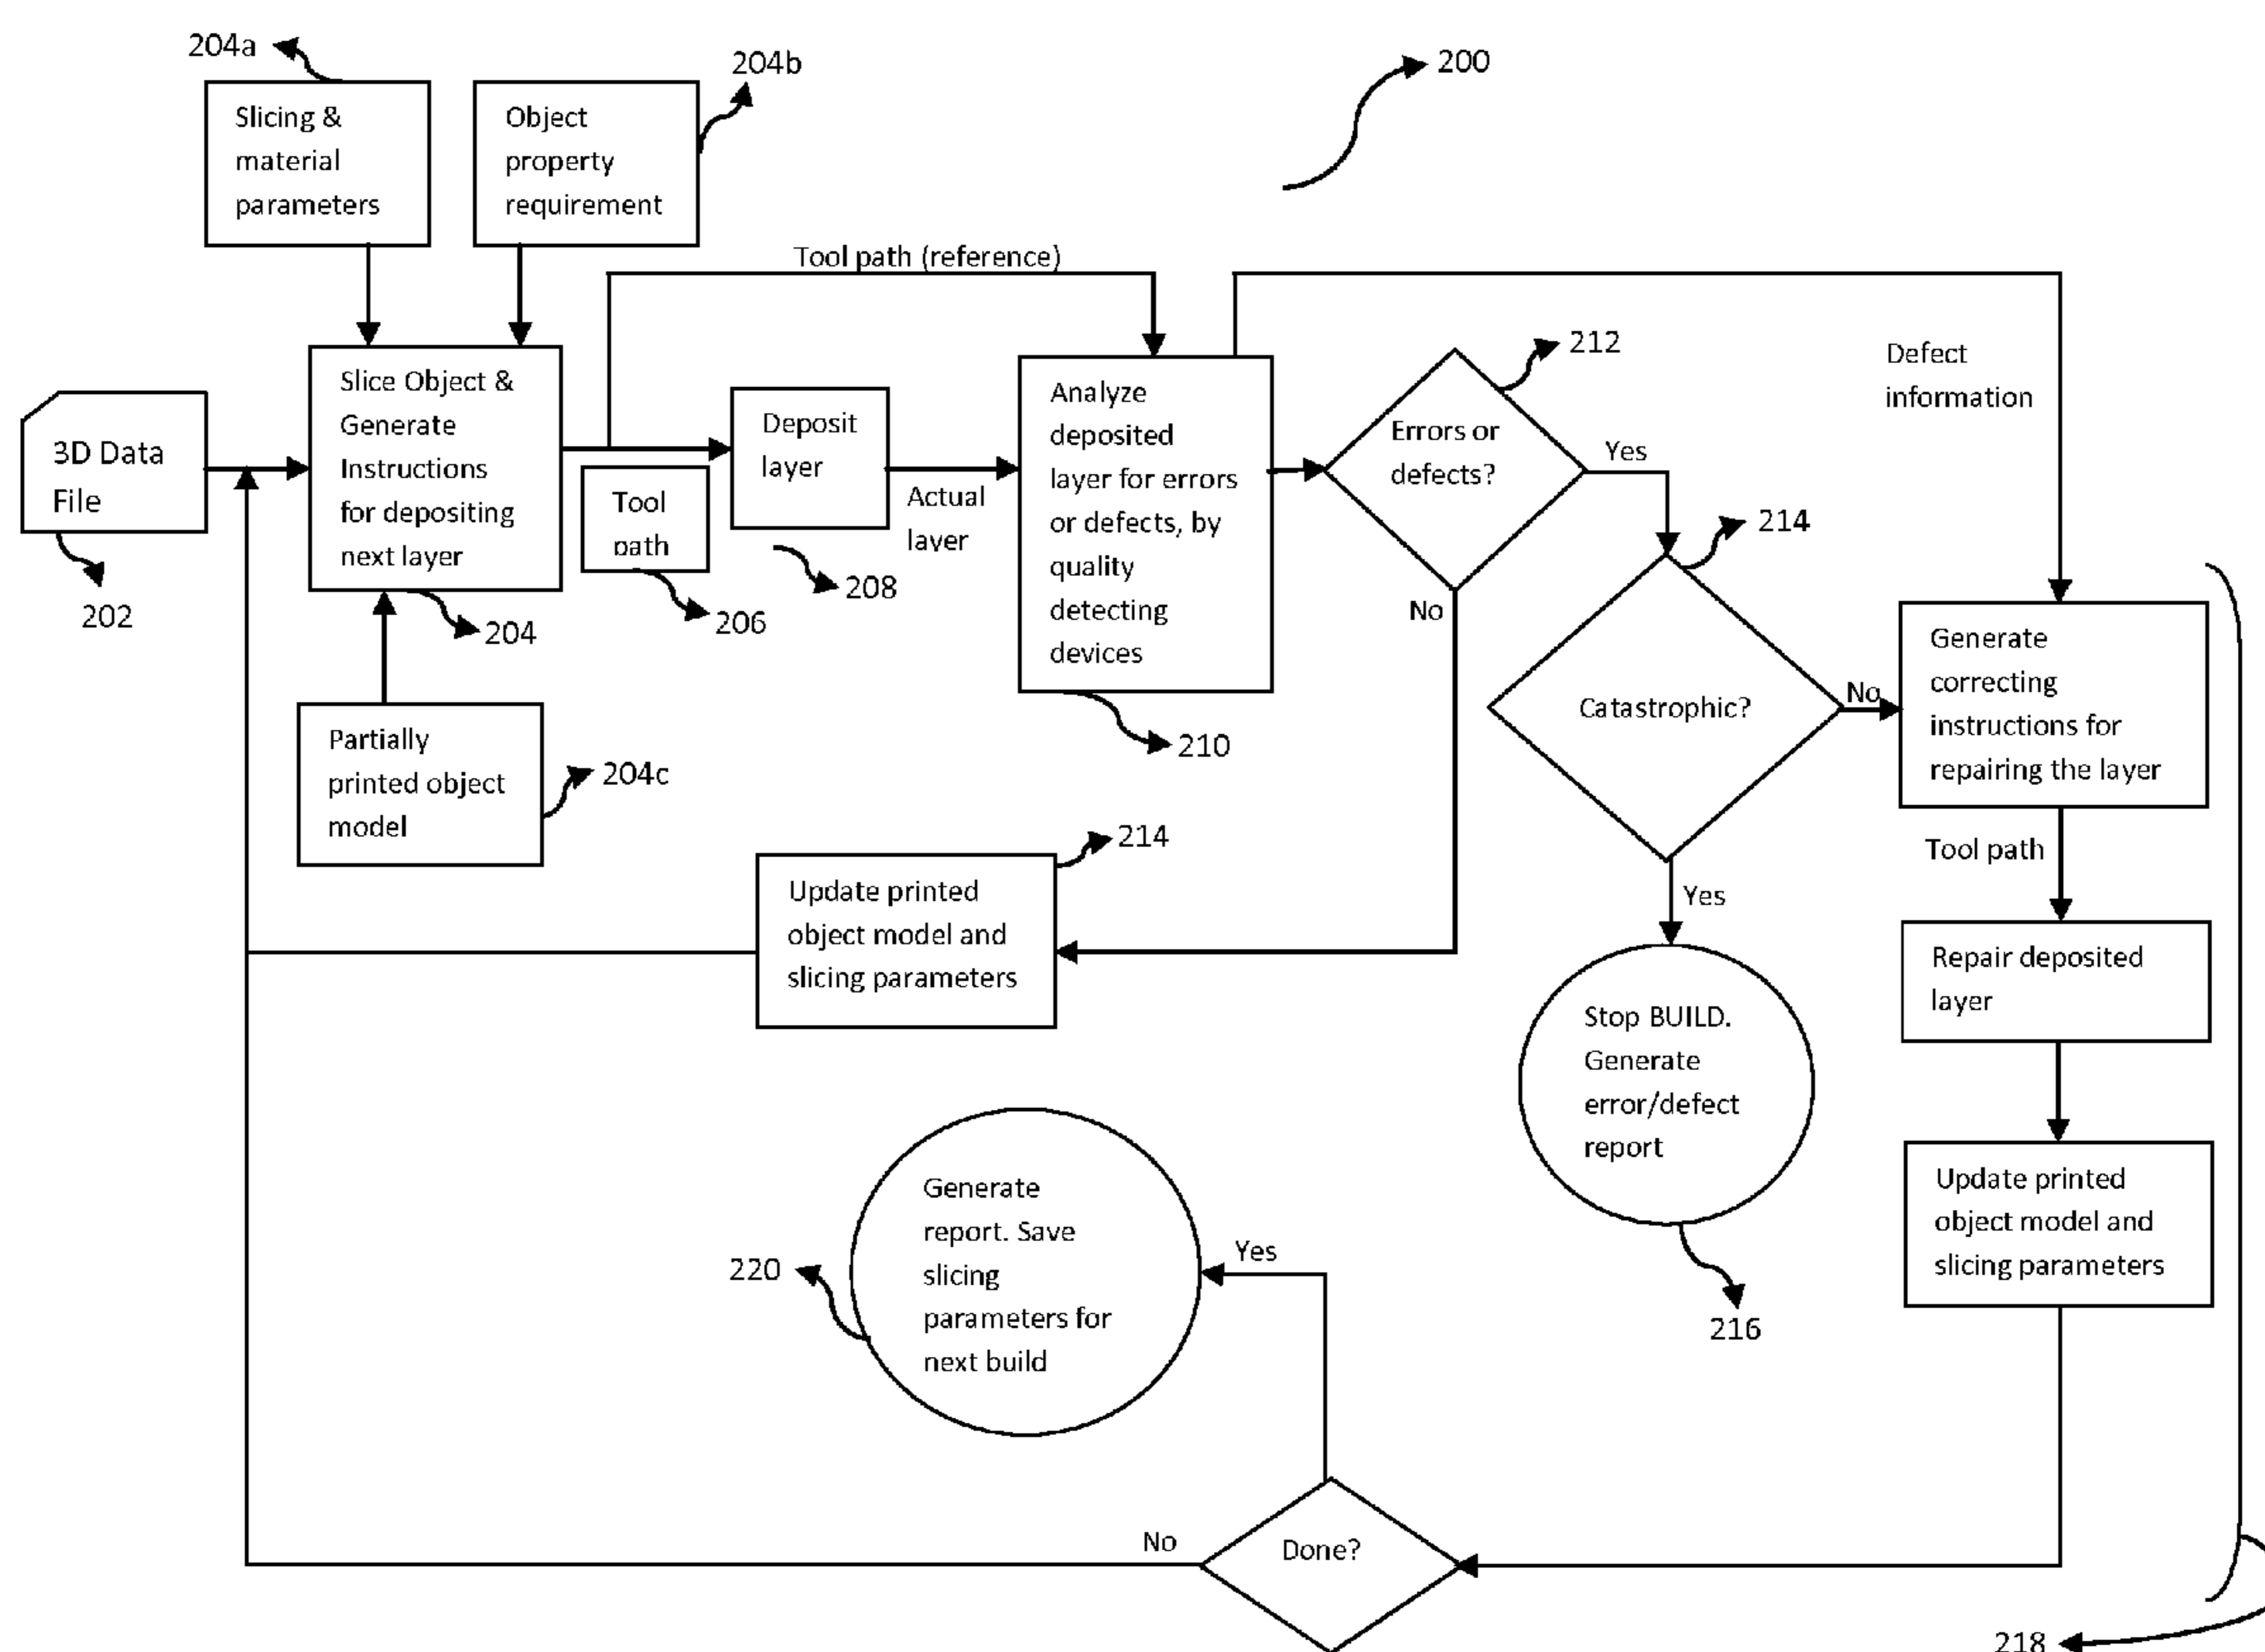 204a
204b
200
Slicing &
material
parameters
Object
property
requirement
Tool path (reference)
212
Defect
information
3D Data
File
202
Slice Object &
Generate
Instructions
for depositing
next layer
204
Tool
path
206
Deposit
layer
208
Actual
layer
Analyze
deposited
layer for errors
or defects, by
quality
detecting
devices
210
Errors or
defects?
Yes
No
214
Catastrophic?
No
Yes
Generate
correcting
instructions for
repairing the layer
Tool path
Partially
printed object
model
204c
214
Update printed
object model and
slicing parameters
Repair deposited
layer
Stop BUILD.
Generate
error/defect
report
216
Update printed
object model and
slicing parameters
Generate
report. Save
slicing
parameters for
next build
220
Yes
No
Done?
218